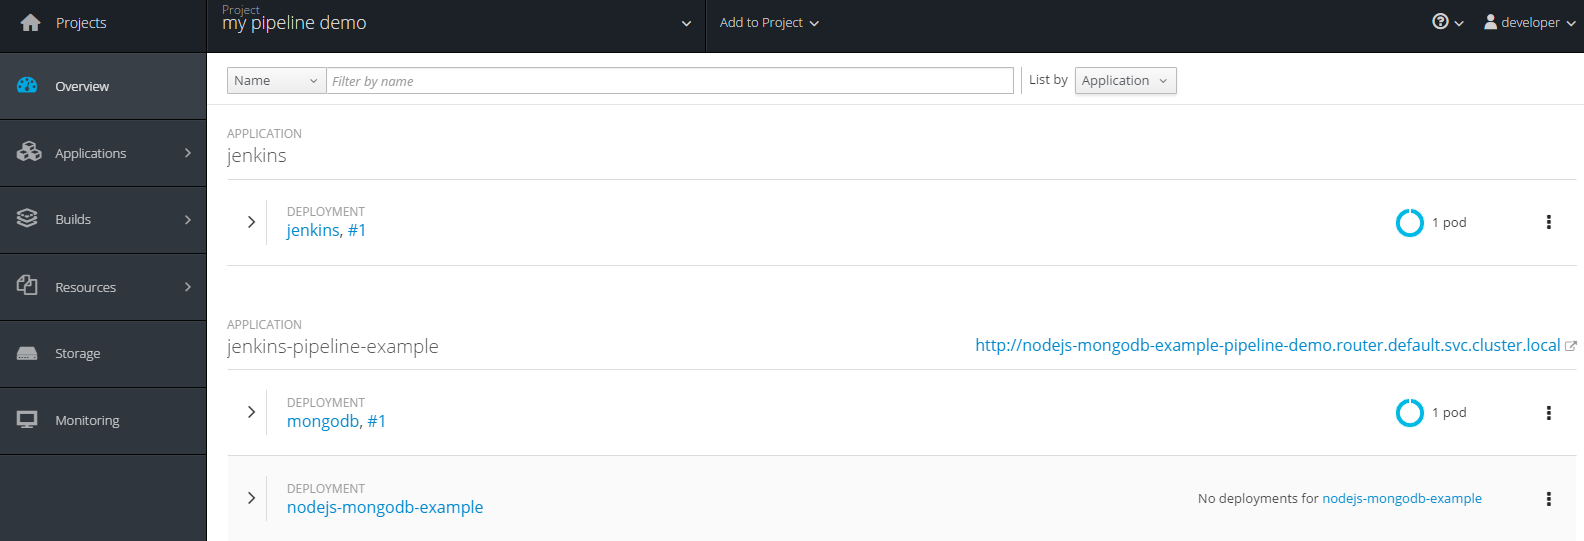 Projects
Project
my pipeline demo
Add to Project
developer
Overview
Applications
Builds
Resources
Storage
Monitoring
Name
Filter by name
List by
Application
APPLICATION
jenkins
DEPLOYMENT
jenkins, #1
1 pod
APPLICATION
jenkins-pipeline-example
http://nodejs-mongodb-example-pipeline-demo.router.default.svc.cluster.local
DEPLOYMENT
mongodb, #1
1 pod
DEPLOYMENT
nodejs-mongodb-example
No deployments for nodejs-mongodb-example